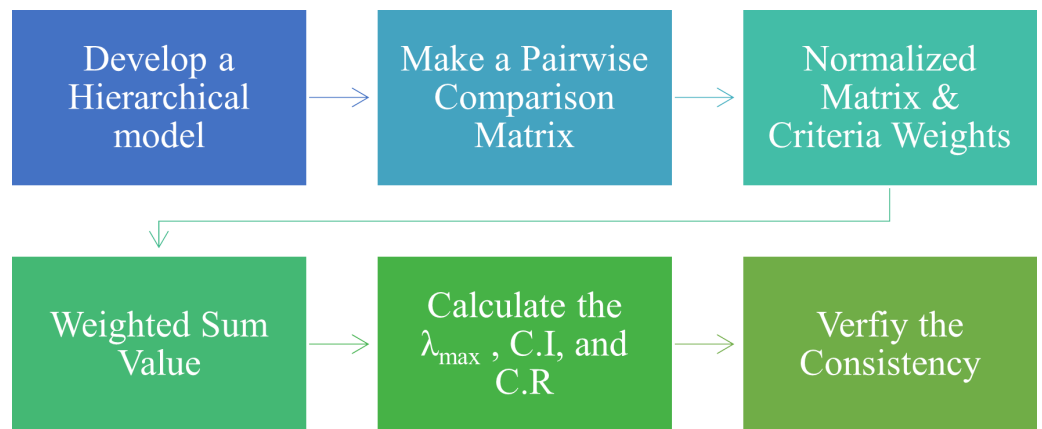 Develop a
Hierarchical
model
Make a Pairwise
Comparison
Matrix
Normalized
Matrix &
Criteria Weights
Weighted Sum
Value
Calculate the
λmax , C.I, and
C.R
Verfiy the
Consistency